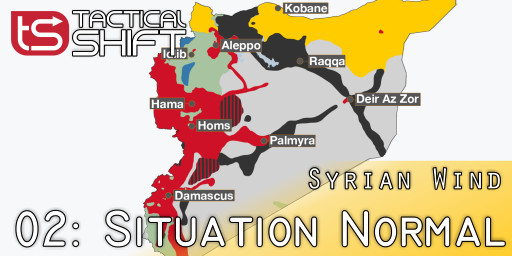 ts TACTICAL
SHIFT
Kobane
Aleppo
Idlib
Raqqa
Deir Az Zor
Hama
Homs
Palmyra
Damascus
SYRIAN WIND
02: SITUATION NORMAL